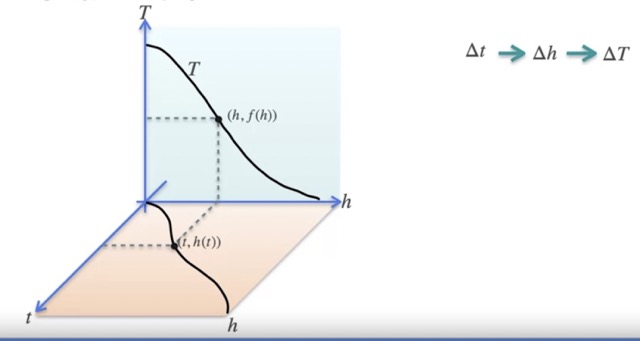 T
T
(h, f(h))
h
(t, h(t))
t
h
Δt → Δh → ΔT